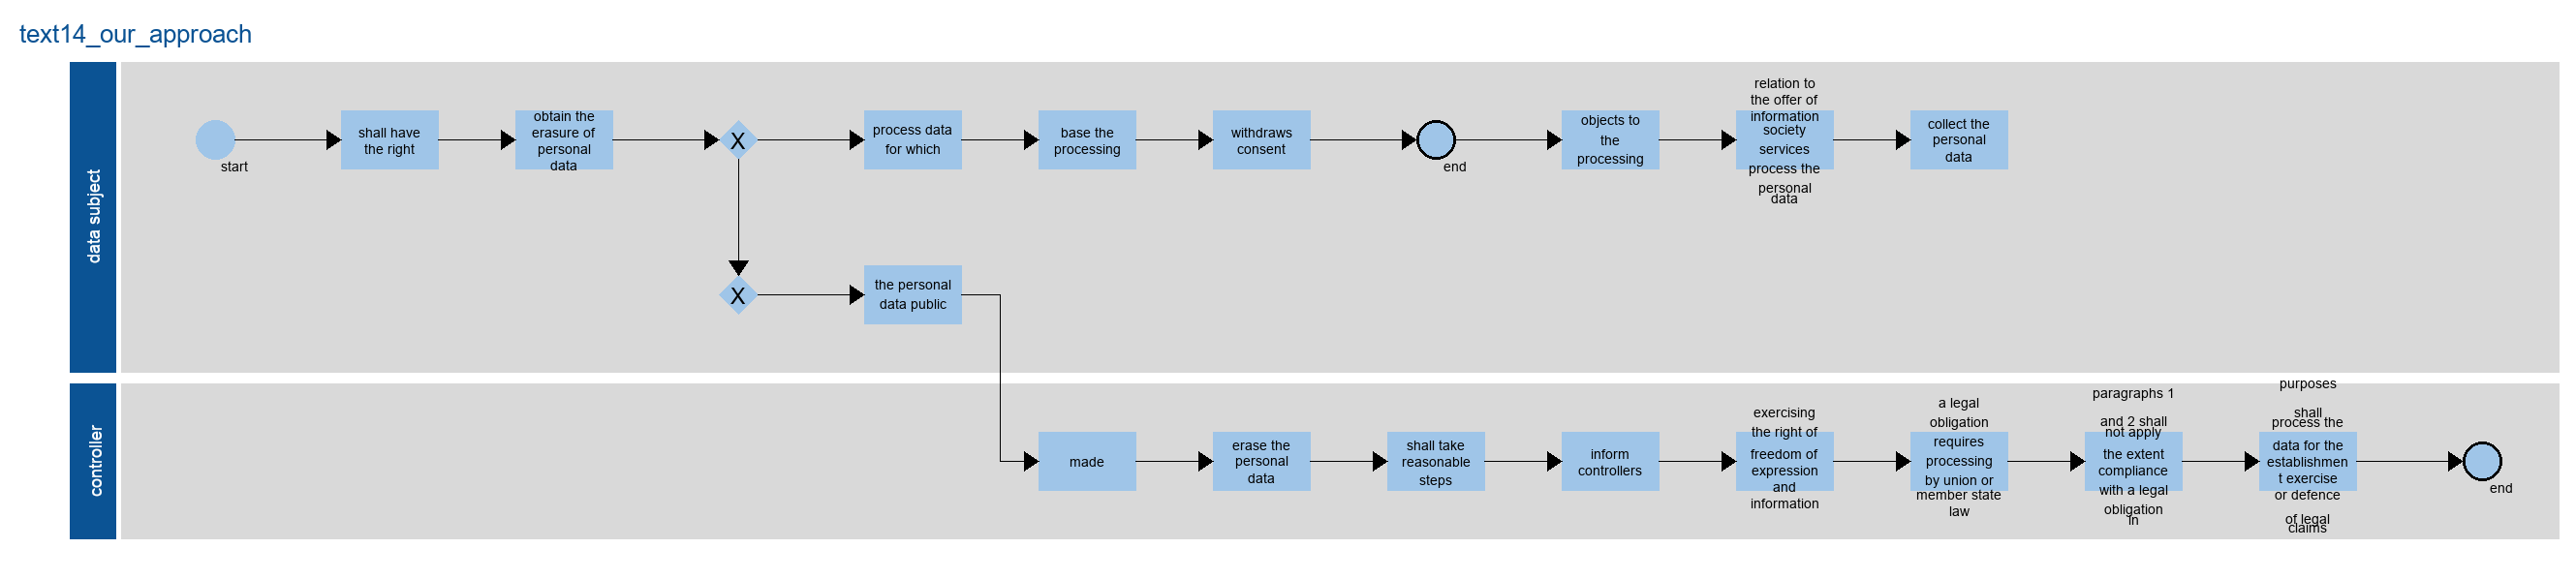 text14_our_approach
data subject
start
shall have
the right
obtain the
erasure of
personal
data
X
process data
for which
base the
processing
withdraws
consent
end
objects to
the
processing
relation to
the offer of
information
society
services
process the
personal
data
collect the
personal
data
X
the personal
data public
controller
made
erase the
personal
data
shall take
reasonable
steps
inform
controllers
exercising
the right of
freedom of
expression
and
information
a legal
obligation
requires
processing
by union or
member state
law
paragraphs 1
and 2 shall
not apply
the extent
compliance
with a legal
obligation
in
purposes
shall
process the
data for the
establishmen
t exercise
or defence
of legal
claims
end